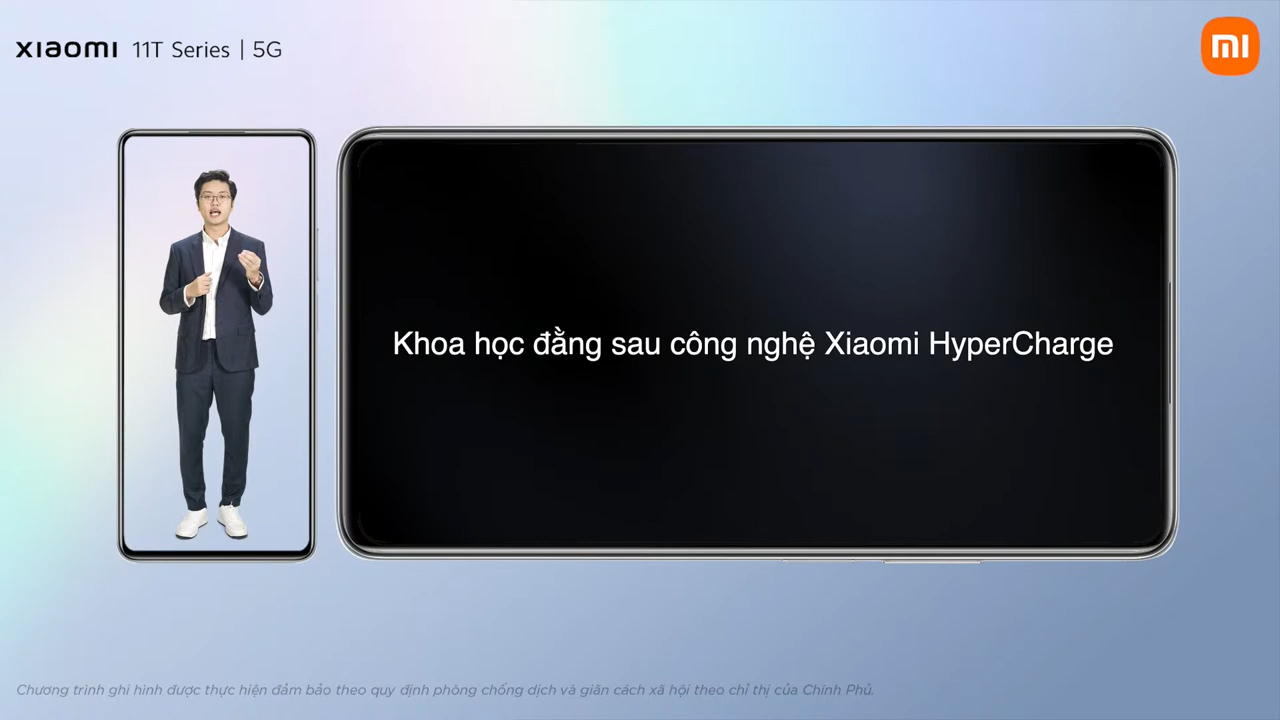 xiaomi 11T Series | 5G
mi
Khoa học đằng sau công nghệ Xiaomi HyperCharge
Chương trình ghi hình được thực hiện đảm bảo theo quy định phòng chống dịch và giãn cách xã hội theo chỉ thị của Chính Phủ.